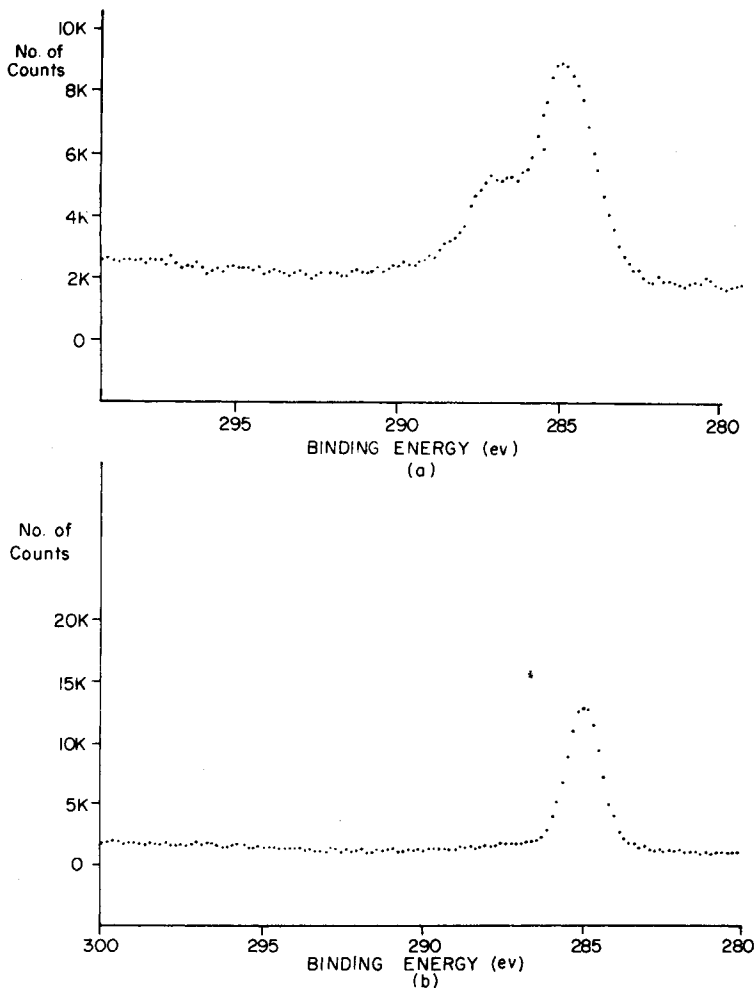 10K
No. of
Counts
8K
6K
4K
2K
0
295 290 285 280
BINDING ENERGY (ev)
(a)
No. of
Counts
20K
15K
10K
5K
0
300 295 290 285 280
BINDING ENERGY (ev)
(b)